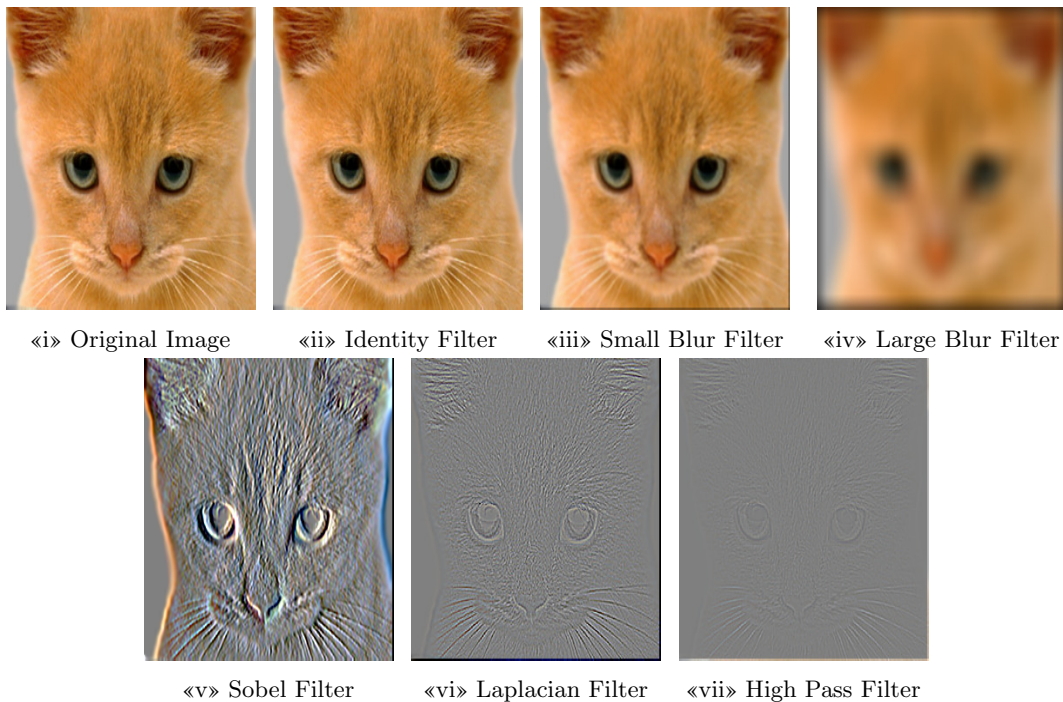 «i» Original Image
«ii» Identity Filter
«iii» Small Blur Filter
«iv» Large Blur Filter
«v» Sobel Filter
«vi» Laplacian Filter
«vii» High Pass Filter